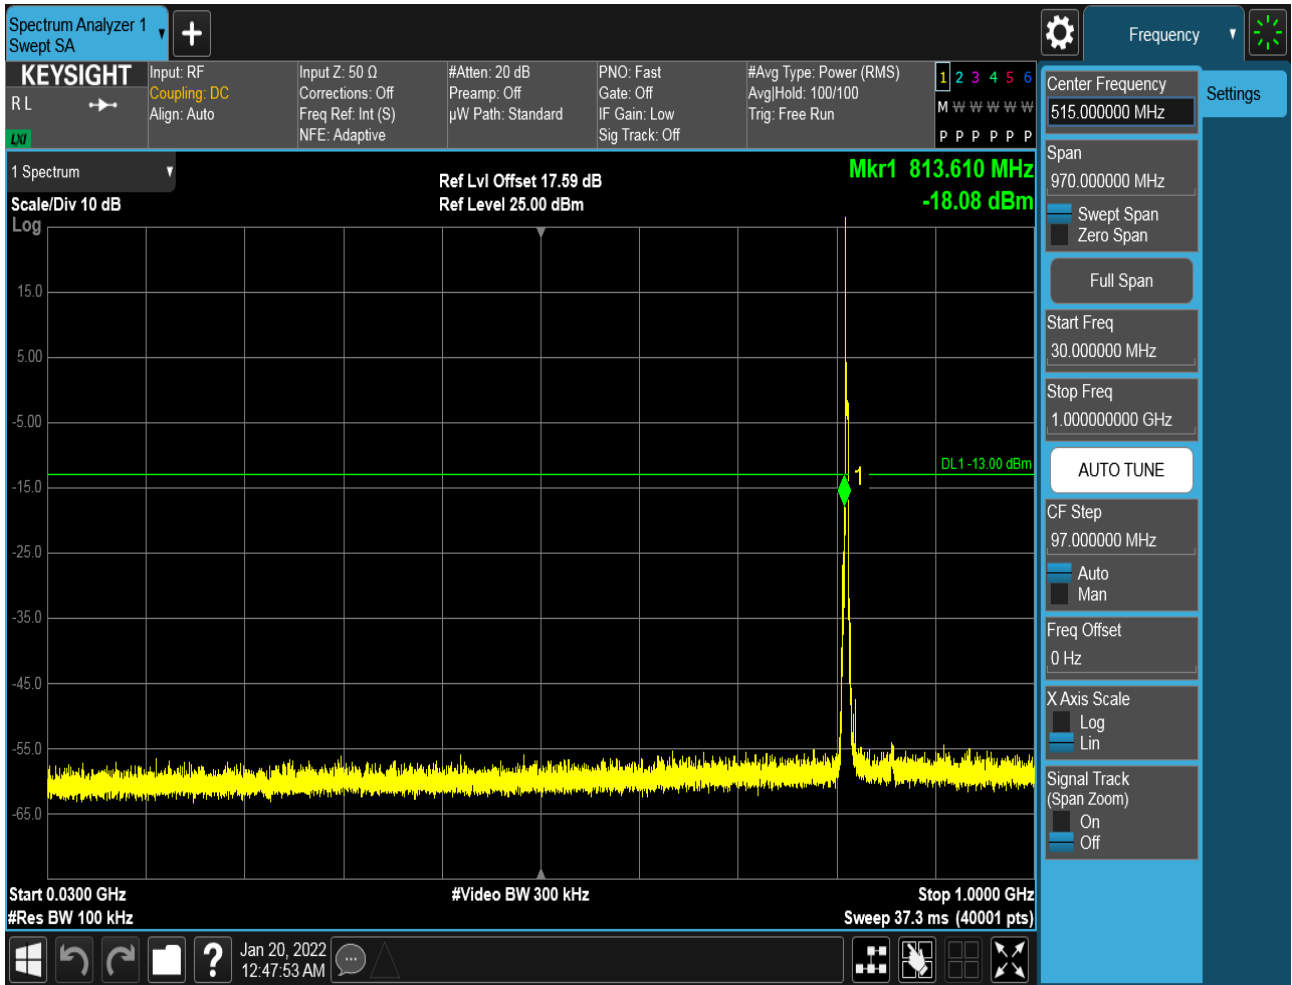 Spectrum Analyzer 1
Swept SA
Frequency
KEYSIGHT
R L
LXI
Input: RF
Coupling: DC
Align: Auto
Input Z: 50 Ω
Corrections: Off
Freq Ref: Int (S)
NFE: Adaptive
#Atten: 20 dB
Preamp: Off
µW Path: Standard
PNO: Fast
Gate: Off
IF Gain: Low
Sig Track: Off
#Avg Type: Power (RMS)
Avg|Hold: 100/100
Trig: Free Run
1 2 3 4 5 6
M W W W W W
P P P P P P
1 Spectrum
Scale/Div 10 dB
Log
Ref Lvl Offset 17.59 dB
Ref Level 25.00 dBm
Mkr1 813.610 MHz
-18.08 dBm
15.0
5.00
-5.00
-15.0
-25.0
-35.0
-45.0
-55.0
-65.0
DL1 -13.00 dBm
1
Start 0.0300 GHz
#Res BW 100 kHz
#Video BW 300 kHz
Stop 1.0000 GHz
Sweep 37.3 ms (40001 pts)
Center Frequency
515.000000 MHz
Settings
Span
970.000000 MHz
Swept Span
Zero Span
Full Span
Start Freq
30.000000 MHz
Stop Freq
1.000000000 GHz
AUTO TUNE
CF Step
97.000000 MHz
Auto
Man
Freq Offset
0 Hz
X Axis Scale
Log
Lin
Signal Track
(Span Zoom)
On
Off
?
Jan 20, 2022
12:47:53 AM